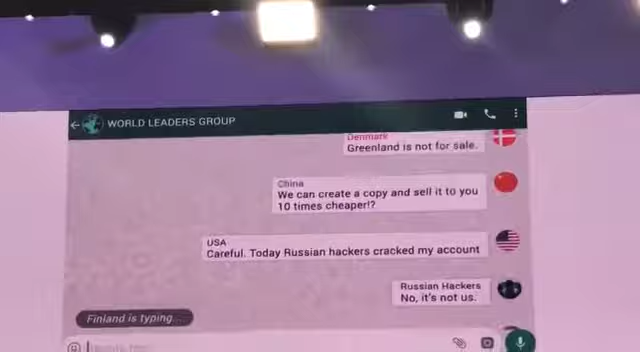 WORLD LEADERS GROUP
Denmark
Greenland is not for sale.
China
We can create a copy and sell it to you
10 times cheaper!?
USA
Careful. Today Russian hackers cracked my account
Russian Hackers
No, it's not us.
Finland is typing...